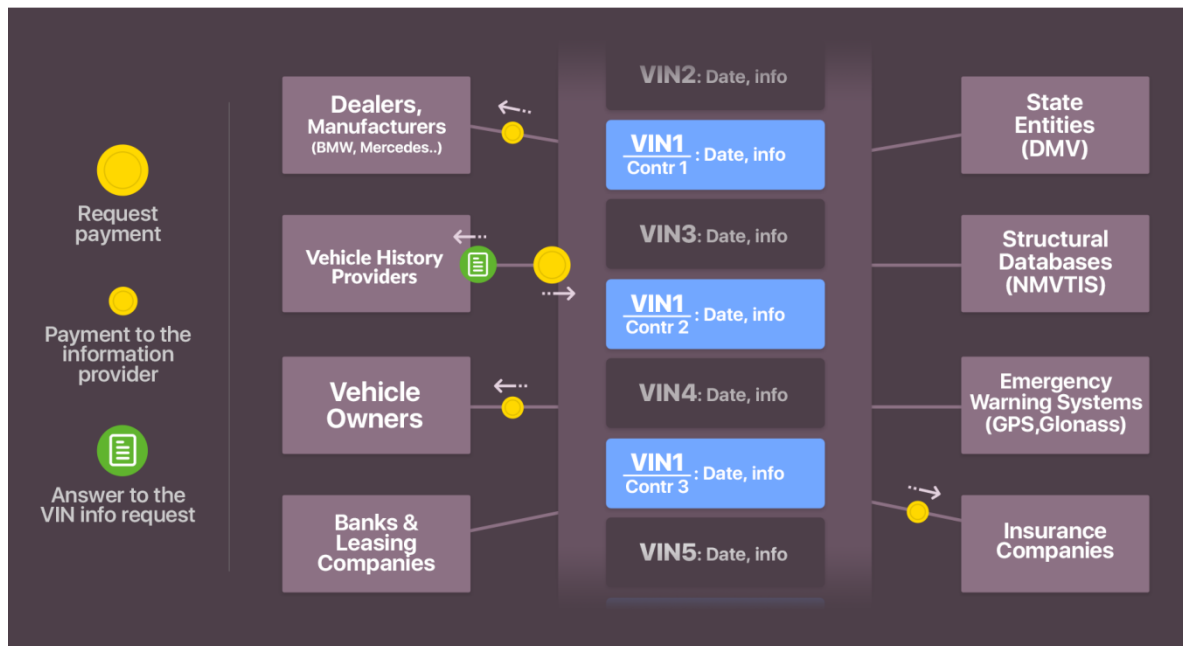 Request
payment
Payment to the
information
provider
Answer to the
VIN info request
Dealers,
Manufacturers
(BMW, Mercedes..)
Vehicle History
Providers
Vehicle
Owners
Banks &
Leasing
Companies
VIN2: Date, info
VIN1
Contr 1
: Date, info
VIN3: Date, info
VIN1
Contr 2
: Date, info
VIN4: Date, info
VIN1
Contr 3
: Date, info
VIN5: Date, info
State
Entities
(DMV)
Structural
Databases
(NMVTIS)
Emergency
Warning Systems
(GPS,Glonass)
Insurance
Companies